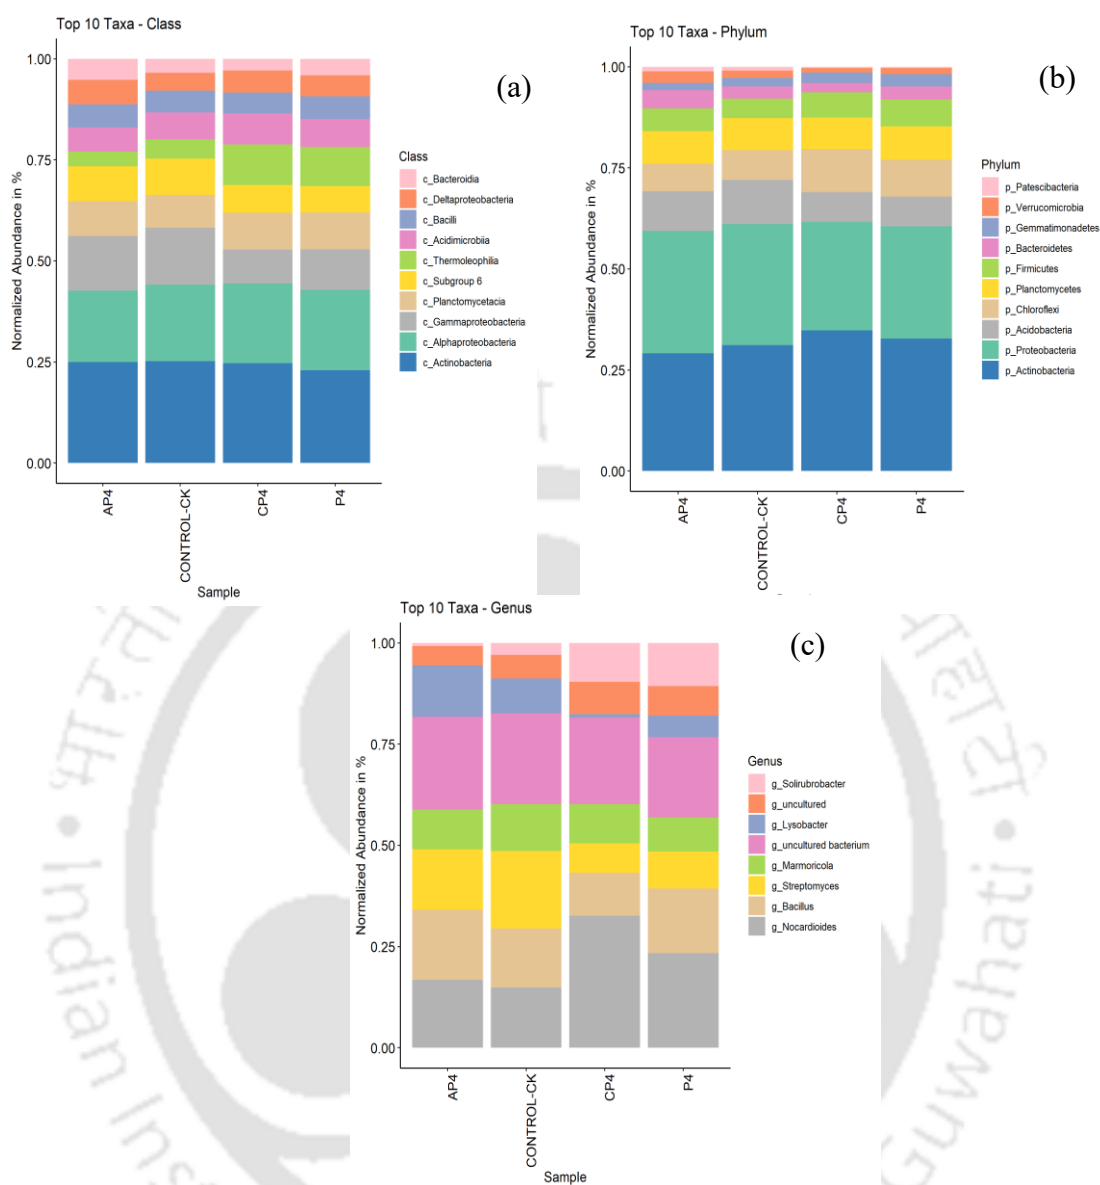 Top 10 Taxa - Class
(a)
Normalized Abundance in %
1.00
0.75
0.50
0.25
0.00
AP4
CONTROL-CK
CP4
P4
Sample
Class
c_Bacteroidia
c_Deltaproteobacteria
c_Bacilli
c_Acidimicrobiia
c_Thermoleophilia
c_Subgroup 6
c_Planctomycetacia
c_Gammaproteobacteria
c_Alphaproteobacteria
c_Actinobacteria
Top 10 Taxa - Phylum
(b)
Normalized Abundance in %
1.00
0.75
0.50
0.25
0.00
AP4
CONTROL-CK
CP4
P4
Phylum
p_Patescibacteria
p_Verrucomicrobia
p_Gemmatimonadetes
p_Bacteroidetes
p_Firmicutes
p_Planctomycetes
p_Chloroflexi
p_Acidobacteria
p_Proteobacteria
p_Actinobacteria
Top 10 Taxa - Genus
(c)
Normalized Abundance in %
1.00
0.75
0.50
0.25
0.00
AP4
CONTROL-CK
CP4
P4
Sample
Genus
g_Solirubrobacter
g_uncultured
g_Lysobacter
g_uncultured bacterium
g_Marmoricola
g_Streptomyces
g_Bacillus
g_Nocardioides
Indian
Guwahati